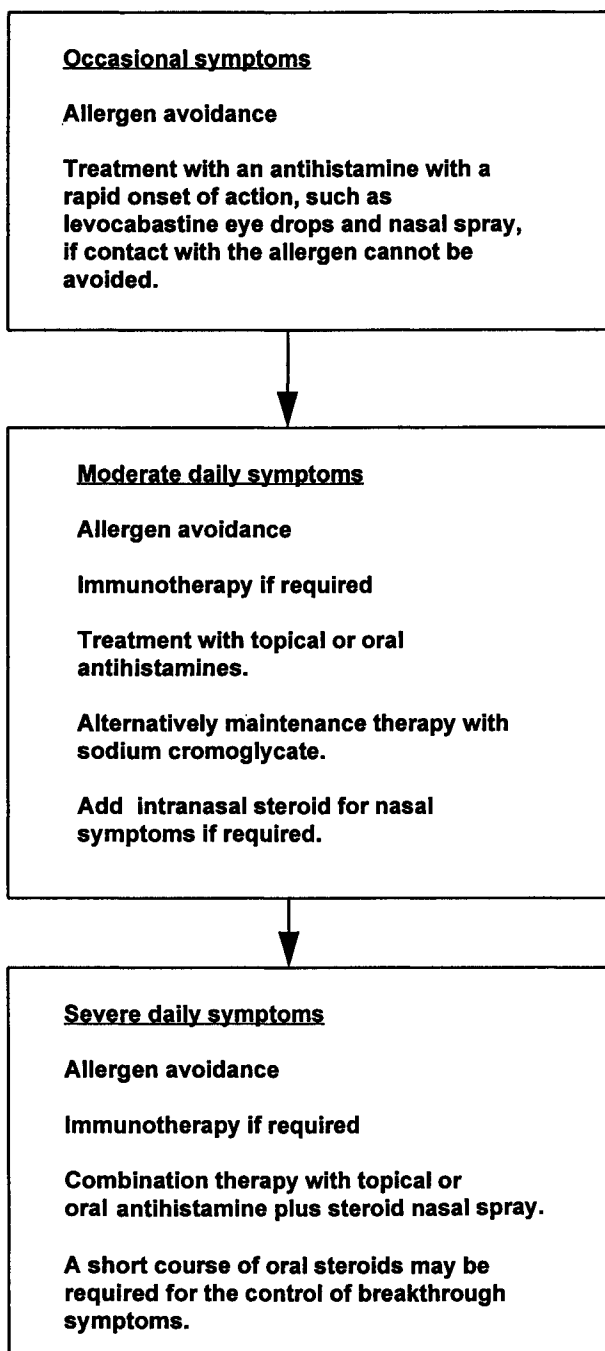 Occasional symptoms
Allergen avoidance
Treatment with an antihistamine with a
rapid onset of action, such as
levocabastine eye drops and nasal spray,
if contact with the allergen cannot be
avoided.
Moderate daily symptoms
Allergen avoidance
Immunotherapy if required
Treatment with topical or oral
antihistamines.
Alternatively maintenance therapy with
sodium cromoglycate.
Add intranasal steroid for nasal
symptoms if required.
Severe daily symptoms
Allergen avoidance
Immunotherapy if required
Combination therapy with topical or
oral antihistamine plus steroid nasal spray.
A short course of oral steroids may be
required for the control of breakthrough
symptoms.